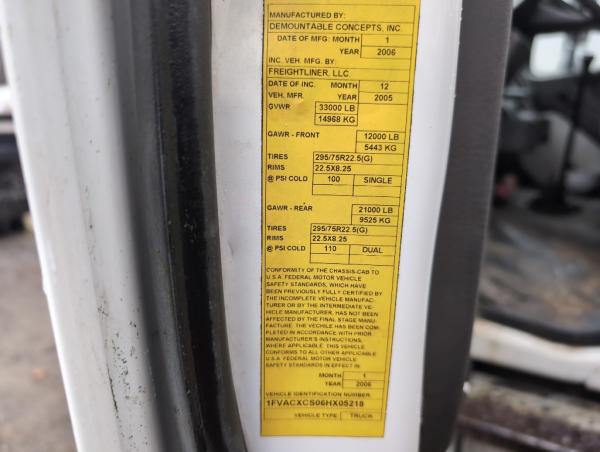 MANUFACTURED BY:
DEMOUNTABLE CONCEPTS, INC.
DATE OF MFG: MONTH 1
YEAR 2006
INC. VEH. MFG. BY:
FREIGHTLINER, LLC
DATE OF INC. MONTH 12
VEH. MFR. YEAR 2005
GVWR 33000 LB
14968 KG
GAWR - FRONT 12000 LB
5443 KG
TIRES 295/75R22.5(G)
RIMS 22.5X8.25
@ PSI COLD 100 SINGLE
GAWR - REAR 21000 LB
9525 KG
TIRES 295/75R22.5(G)
RIMS 22.5X8.25
@ PSI COLD 110 DUAL
CONFORMITY OF THE CHASSIS-CAB TO
U.S.A. FEDERAL MOTOR VEHICLE
SAFETY STANDARDS, WHICH HAVE
BEEN PREVIOUSLY FULLY CERTIFIED BY
THE INCOMPLETE VEHICLE MANUFAC-
TURER OR BY THE INTERMEDIATE VE-
HICLE MANUFACTURER, HAS NOT BEEN
AFFECTED BY THE FINAL STAGE MANU-
FACTURE. THE VECHILE HAS BEEN COM-
PLETED IN ACCORDANCE WITH PRIOR
MANUFACTURER'S INSTRUCTIONS,
WHERE APPLICABLE. THIS VEHICLE
CONFORMS TO ALL OTHER APPLICABLE
U.S.A. FEDERAL MOTOR VEHICLE
SAFETY STANDARDS IN EFFECT IN:
MONTH 1
YEAR 2006
VEHICLE IDENTIFICATION NUMBER:
1FVACXCS06HX05218
VEHICLE TYPE: TRUCK